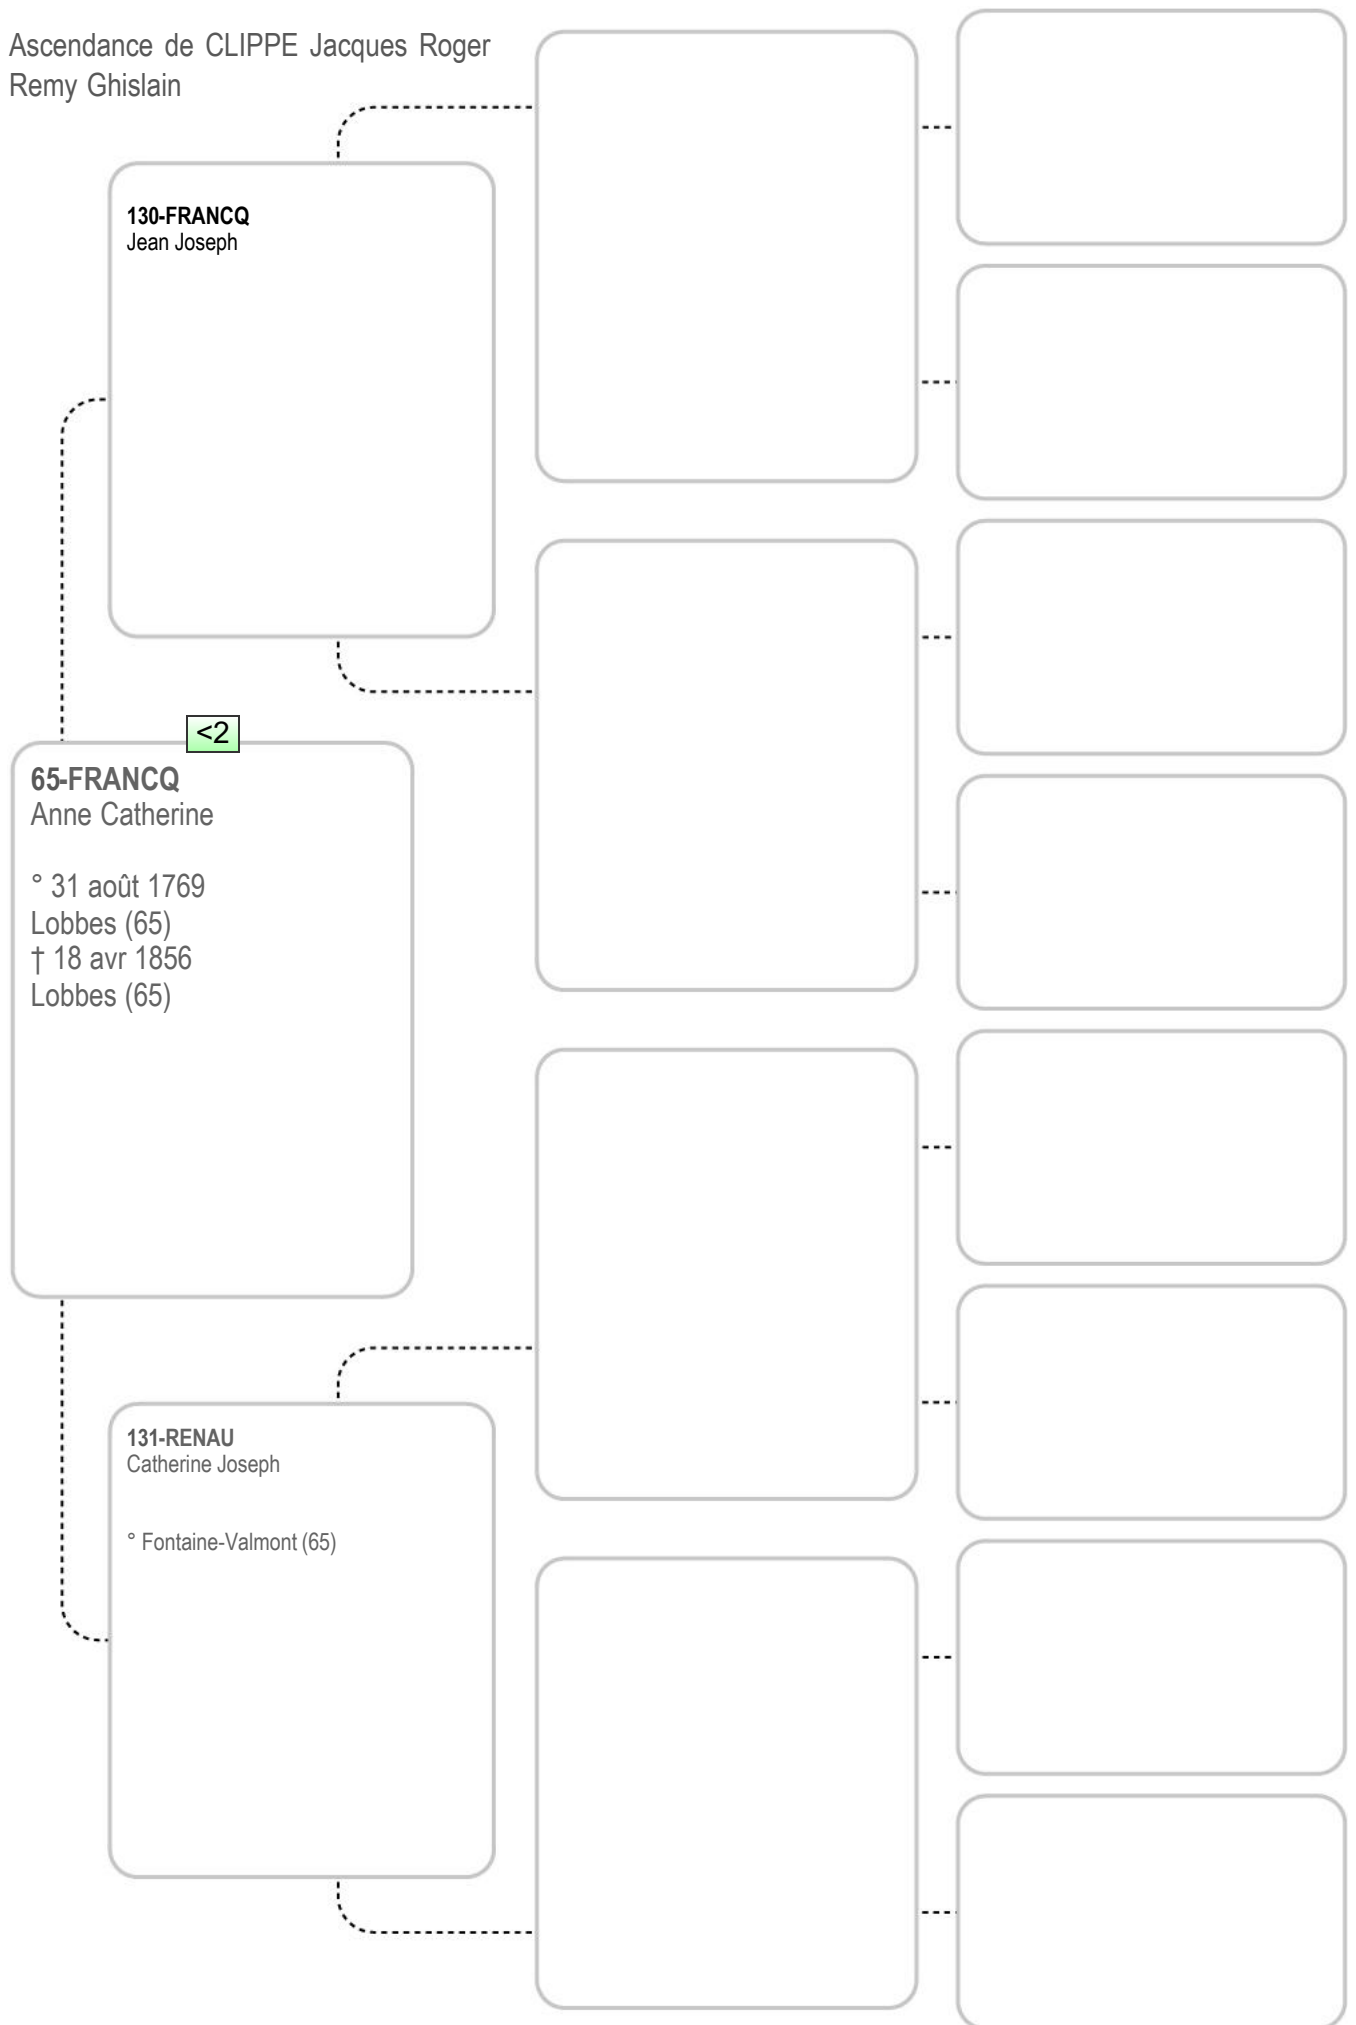 Ascendance de CLIPPE Jacques Roger
Remy Ghislain
130-FRANCQ
Jean Joseph
<2
65-FRANCQ
Anne Catherine
° 31 août 1769
Lobbes (65)
† 18 avr 1856
Lobbes (65)
131-RENAU
Catherine Joseph
° Fontaine-Valmont (65)